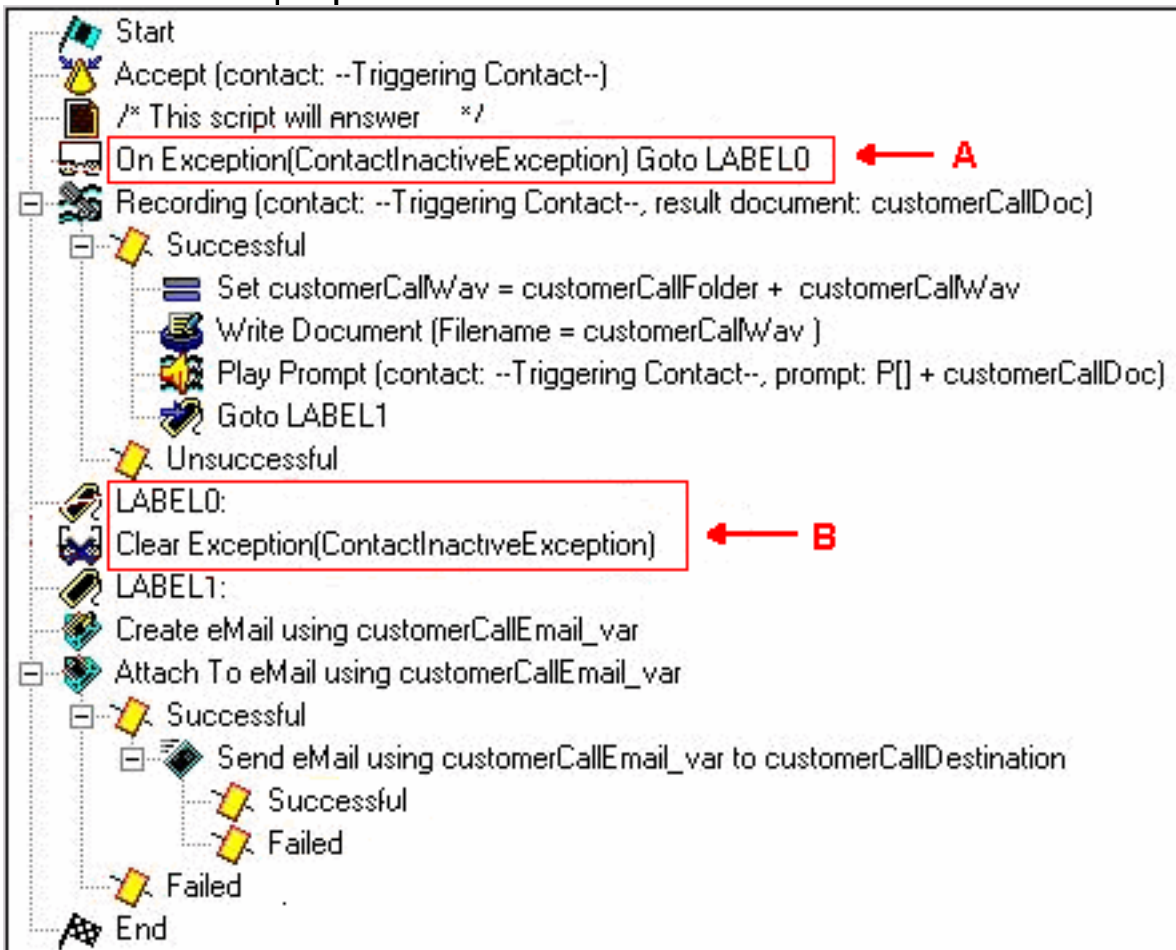 Start
Accept (contact: --Triggering Contact--)
/* This script will answer */
On Exception(ContactInactiveException) Goto LABEL0
A
Recording (contact: --Triggering Contact--, result document: customerCallDoc)
Successful
Set customerCallWav = customerCallFolder + customerCallWav
Write Document (Filename = customerCallWav )
Play Prompt (contact: --Triggering Contact--, prompt: P[] + customerCallDoc)
Goto LABEL1
Unsuccessful
LABEL0:
Clear Exception(ContactInactiveException)
B
LABEL1:
Create eMail using customerCallEmail_var
Attach To eMail using customerCallEmail_var
Successful
Send eMail using customerCallEmail_var to customerCallDestination
Successful
Failed
Failed
End